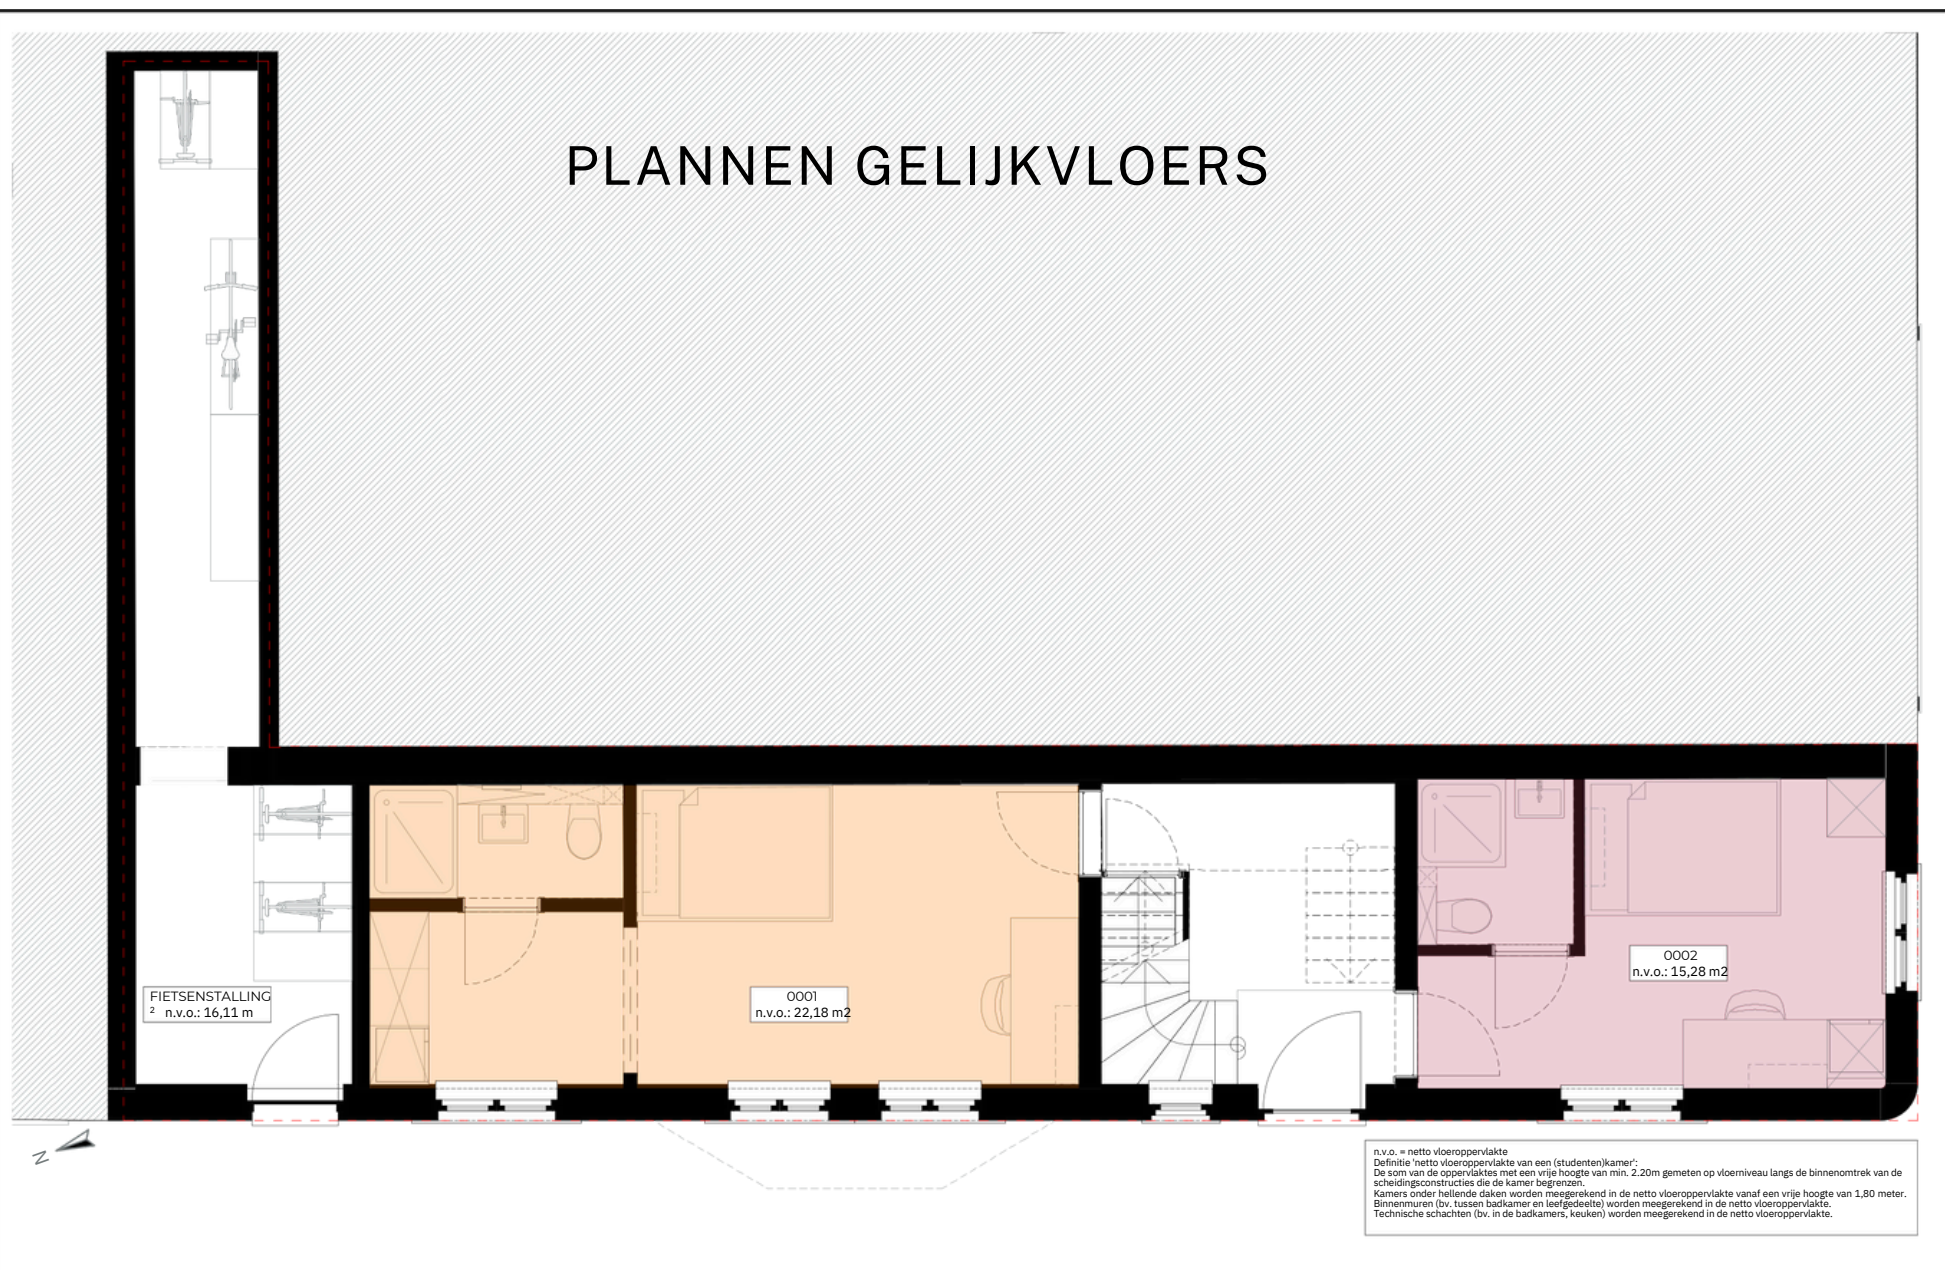 PLANNEN GELIJKVLOERS
FIETSENSTALLING
2 n.v.o.: 16,11 m
0001
n.v.o.: 22,18 m2
0002
n.v.o.: 15,28 m2
N
n.v.o. = netto vloeroppervlakte
Definitie 'netto vloeroppervlakte van een (studenten)kamer':
De som van de oppervlaktes met een vrije hoogte van min. 2.20m gemeten op vloerniveau langs de binnenomtrek van de
scheidingsconstructies die de kamer begrenzen.
Kamers onder hellende daken worden meegerekend in de netto vloeroppervlakte vanaf een vrije hoogte van 1,80 meter.
Binnenmuren (bv. tussen badkamer en leefgedeelte) worden meegerekend in de netto vloeroppervlakte.
Technische schachten (bv. in de badkamers, keuken) worden meegerekend in de netto vloeroppervlakte.